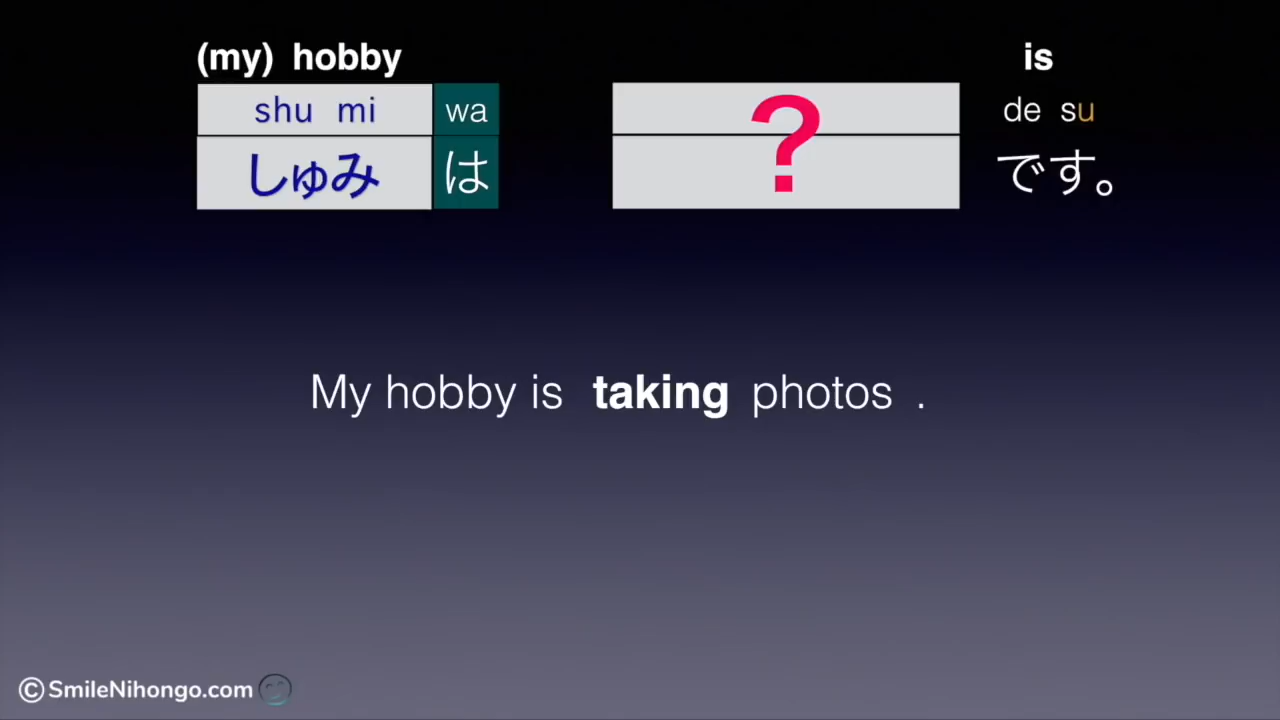 (my) hobby is
shu mi wa de su
しゅみ は ? です。
My hobby is taking photos .
©SmileNihongo.com